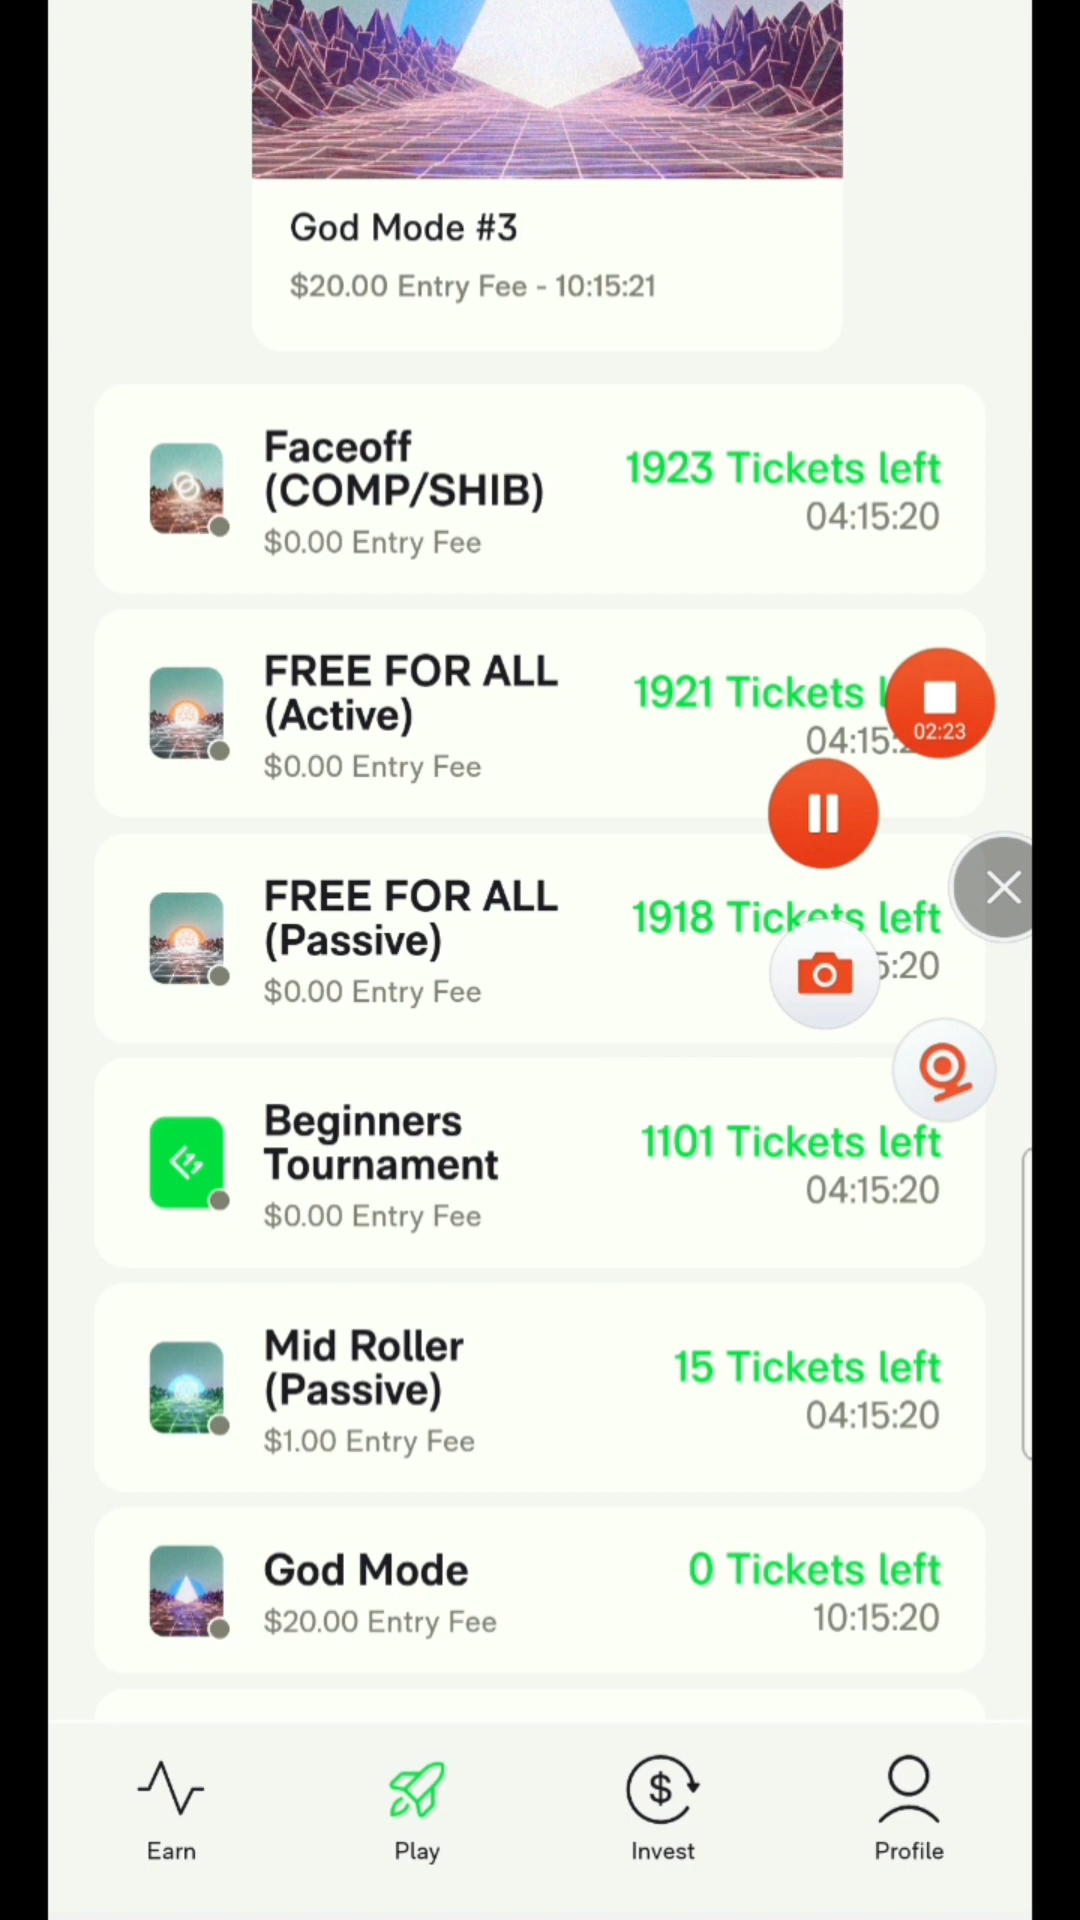 God Mode #3
$20.00 Entry Fee - 10:15:21
Faceoff
(COMP/SHIB)
$0.00 Entry Fee
1923 Tickets left
04:15:20
FREE FOR ALL
(Active)
$0.00 Entry Fee
1921 Tickets
04:15:
02:23
FREE FOR ALL
(Passive)
$0.00 Entry Fee
1918 Tickets left
5:20
Beginners
Tournament
$0.00 Entry Fee
1101 Tickets left
04:15:20
Mid Roller
(Passive)
$1.00 Entry Fee
15 Tickets left
04:15:20
God Mode
$20.00 Entry Fee
0 Tickets left
10:15:20
Earn
Play
Invest
Profile